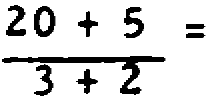 20 + 5 =
3 + 2